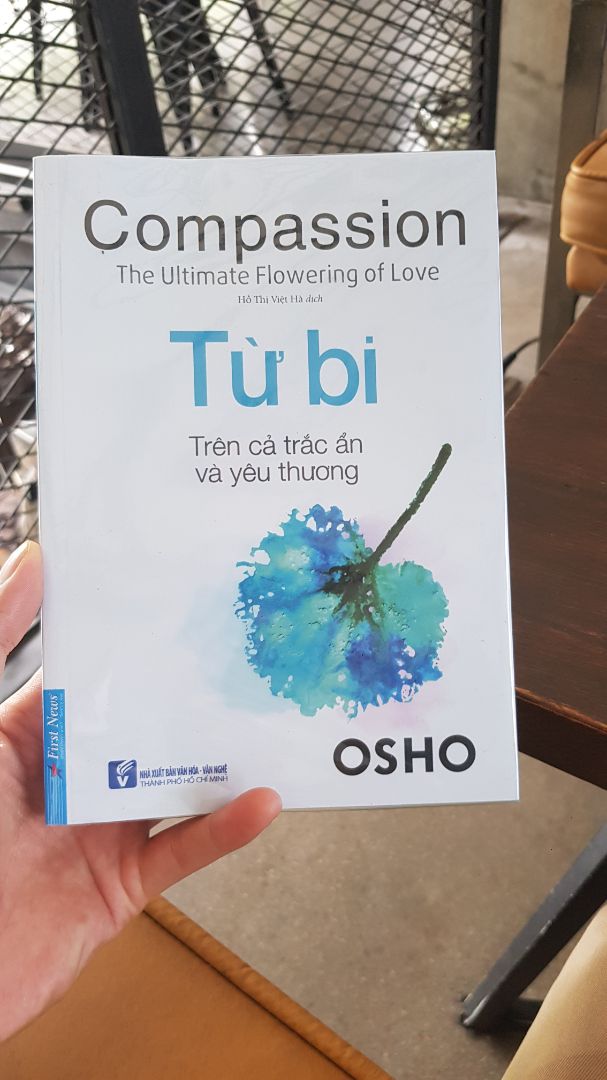 Compassion
The Ultimate Flowering of Love
Hồ Thị Việt Hà dịch
Từ bi
Trên cả trắc ẩn
và yêu thương
First News
OSHO
NHÀ XUẤT BẢN VĂN HÓA - VĂN NGHỆ
THÀNH PHỐ HỒ CHÍ MINH